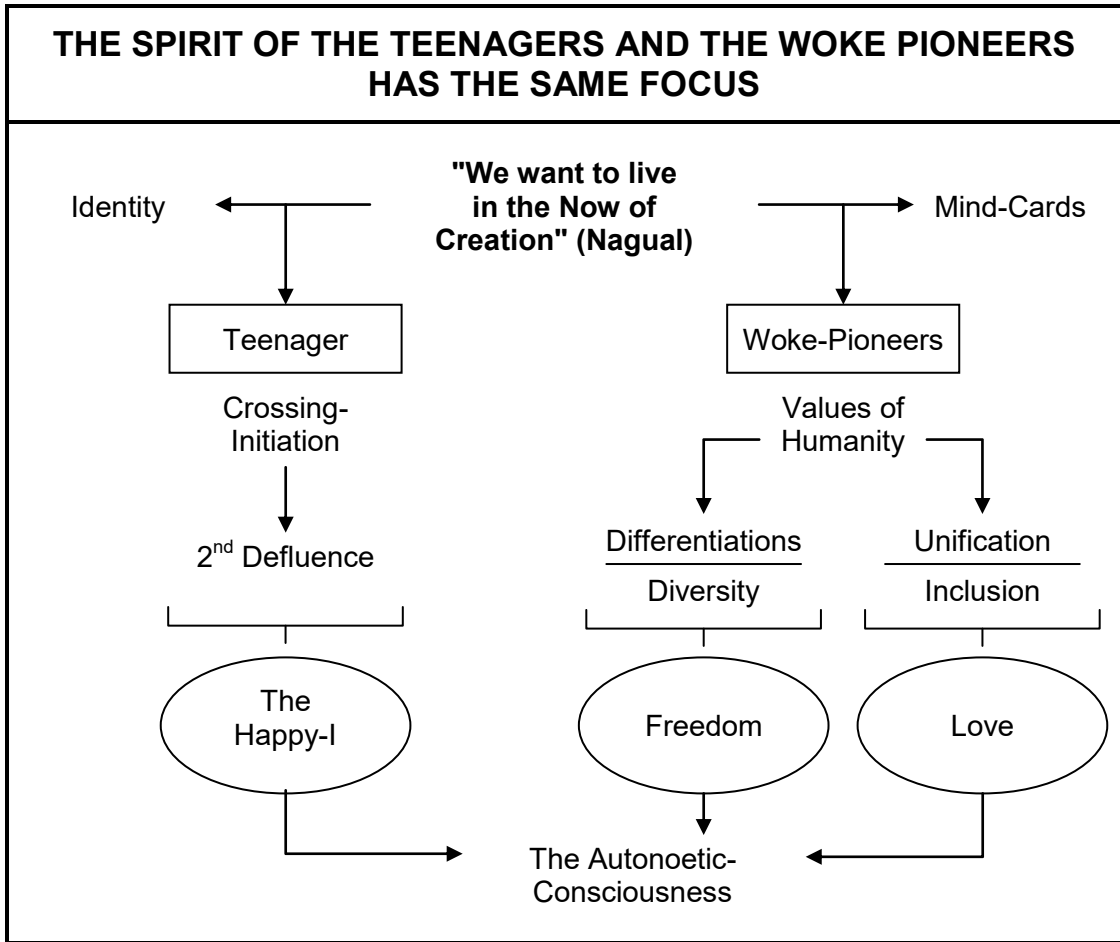 THE SPIRIT OF THE TEENAGERS AND THE WOKE PIONEERS
HAS THE SAME FOCUS
Identity
"We want to live
in the Now of
Creation" (Nagual)
Mind-Cards
Teenager
Woke-Pioneers
Crossing-
Initiation
Values of
Humanity
2nd Defluence
Differentiations
Diversity
Unification
Inclusion
The
Happy-I
Freedom
Love
The Autonoetic-
Consciousness